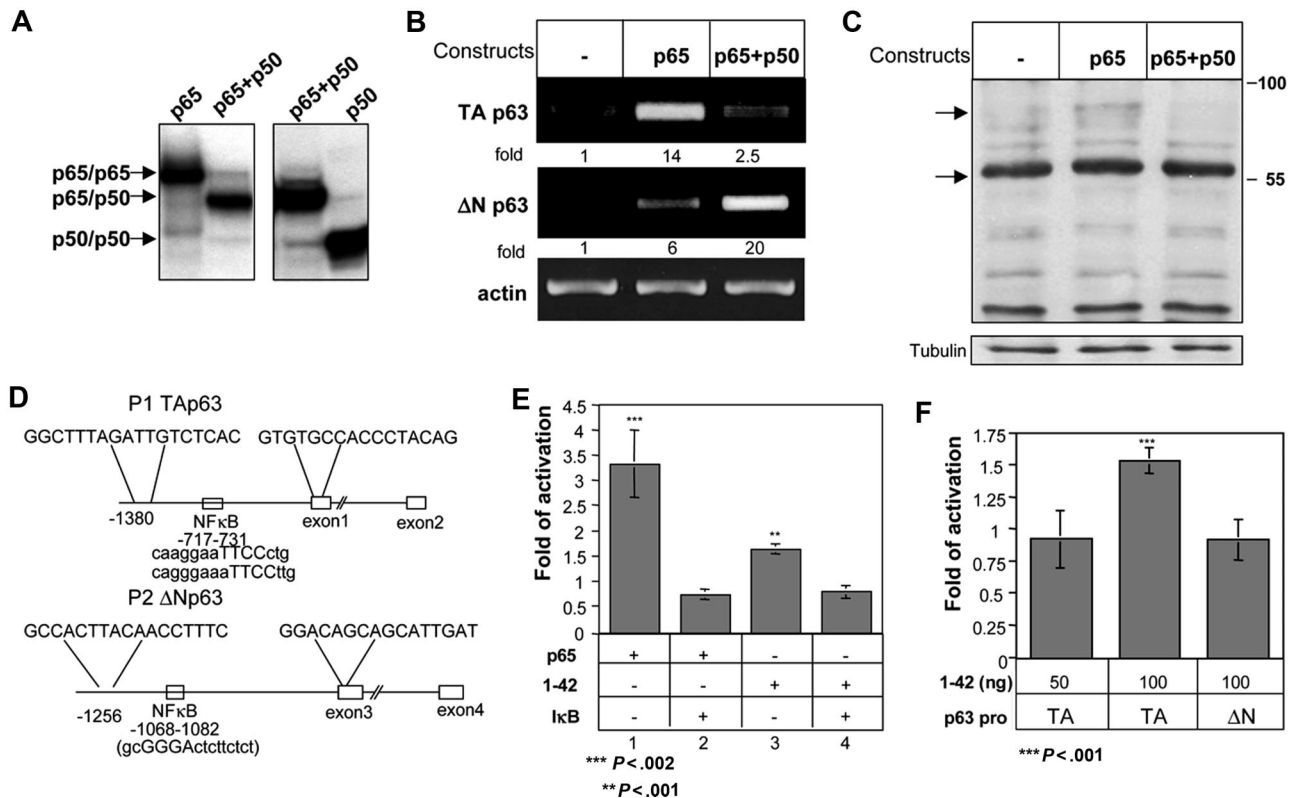 A
p65
p65+p50
p65+p50
p50
p65/p65
p65/p50
p50/p50
B
Constructs - p65 p65+p50
TA p63
fold 1 14 2.5
ΔN p63
fold 1 6 20
actin
C
Constructs - p65 p65+p50
100
55
Tubulin
D
P1 TAp63
GGCTTTAGATTGTCTCAC GTGTGCCACCCTACAG
-1380 NFκB exon1 exon2
-717-731
caaggaaTTCCctg
cagggaaaTTCCttg
P2 ΔNp63
GCCACTTACAACCTTTC GGACAGCAGCATTGAT
-1256 NFκB exon3 exon4
-1068-1082
(gcGGGActcttctct)
E
Fold of activation
4.5
4
3.5
3
2.5
2
1.5
1
0.5
0
***
**
p65 + + - -
1-42 - - + +
IκB - + - +
1 2 3 4
*** P< .002
**P< .001
F
Fold of activation
1.75
1.5
1.25
1
0.75
0.5
0.25
0
***
1-42 (ng) 50 100 100
p63 pro TA TA ΔN
***P< .001